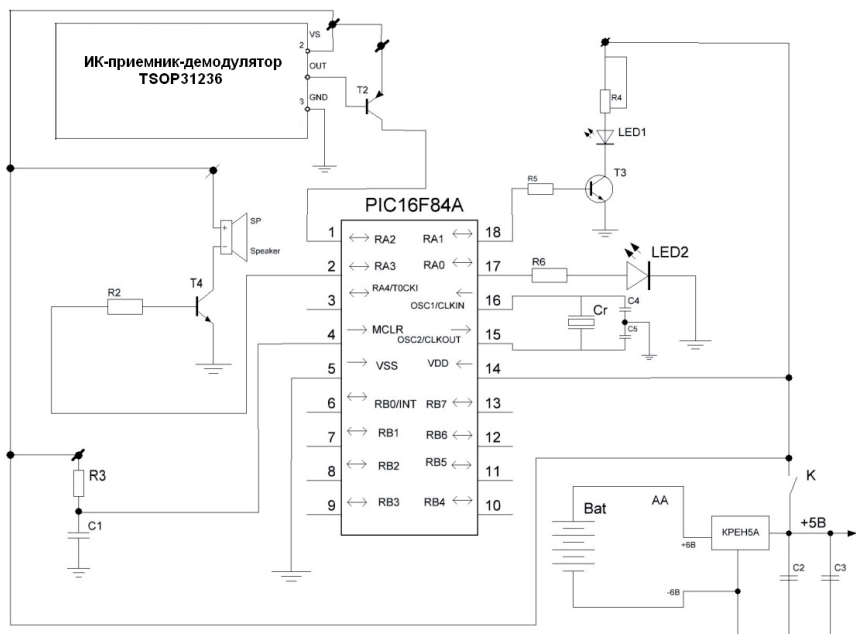 VS
2
ИК-приемник-демодулятор
TSOP31236
OUT
3
GND
T2
R4
LED1
R5
T3
PIC16F84A
SP
Speaker
T4
R2
1 RA2 RA1 18
2 RA3 RA0 17
3 RA4/T0CKI OSC1/CLKIN 16
4 MCLR OSC2/CLKOUT 15
5 VSS VDD 14
6 RB0/INT RB7 13
7 RB1 RB6 12
8 RB2 RB5 11
9 RB3 RB4 10
R6
LED2
Cr
C4
C5
R3
C1
K
Bat
AA
+6В
КРЕН5А
+5В
-6В
C2
C3